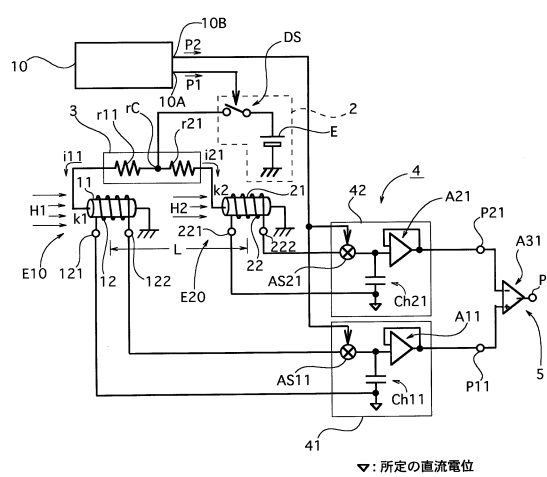 10B
P2
DS
10
10A
P1
2
rC
r11
3
r21
E
i11
i21
k2
21
42
4
11
A21
H1
k1
H2
P21
A31
221
222
L
22
AS21
P
E10
121
12
122
E20
Ch21
A11
5
AS11
P11
Ch11
41
▽: 所定の直流電位